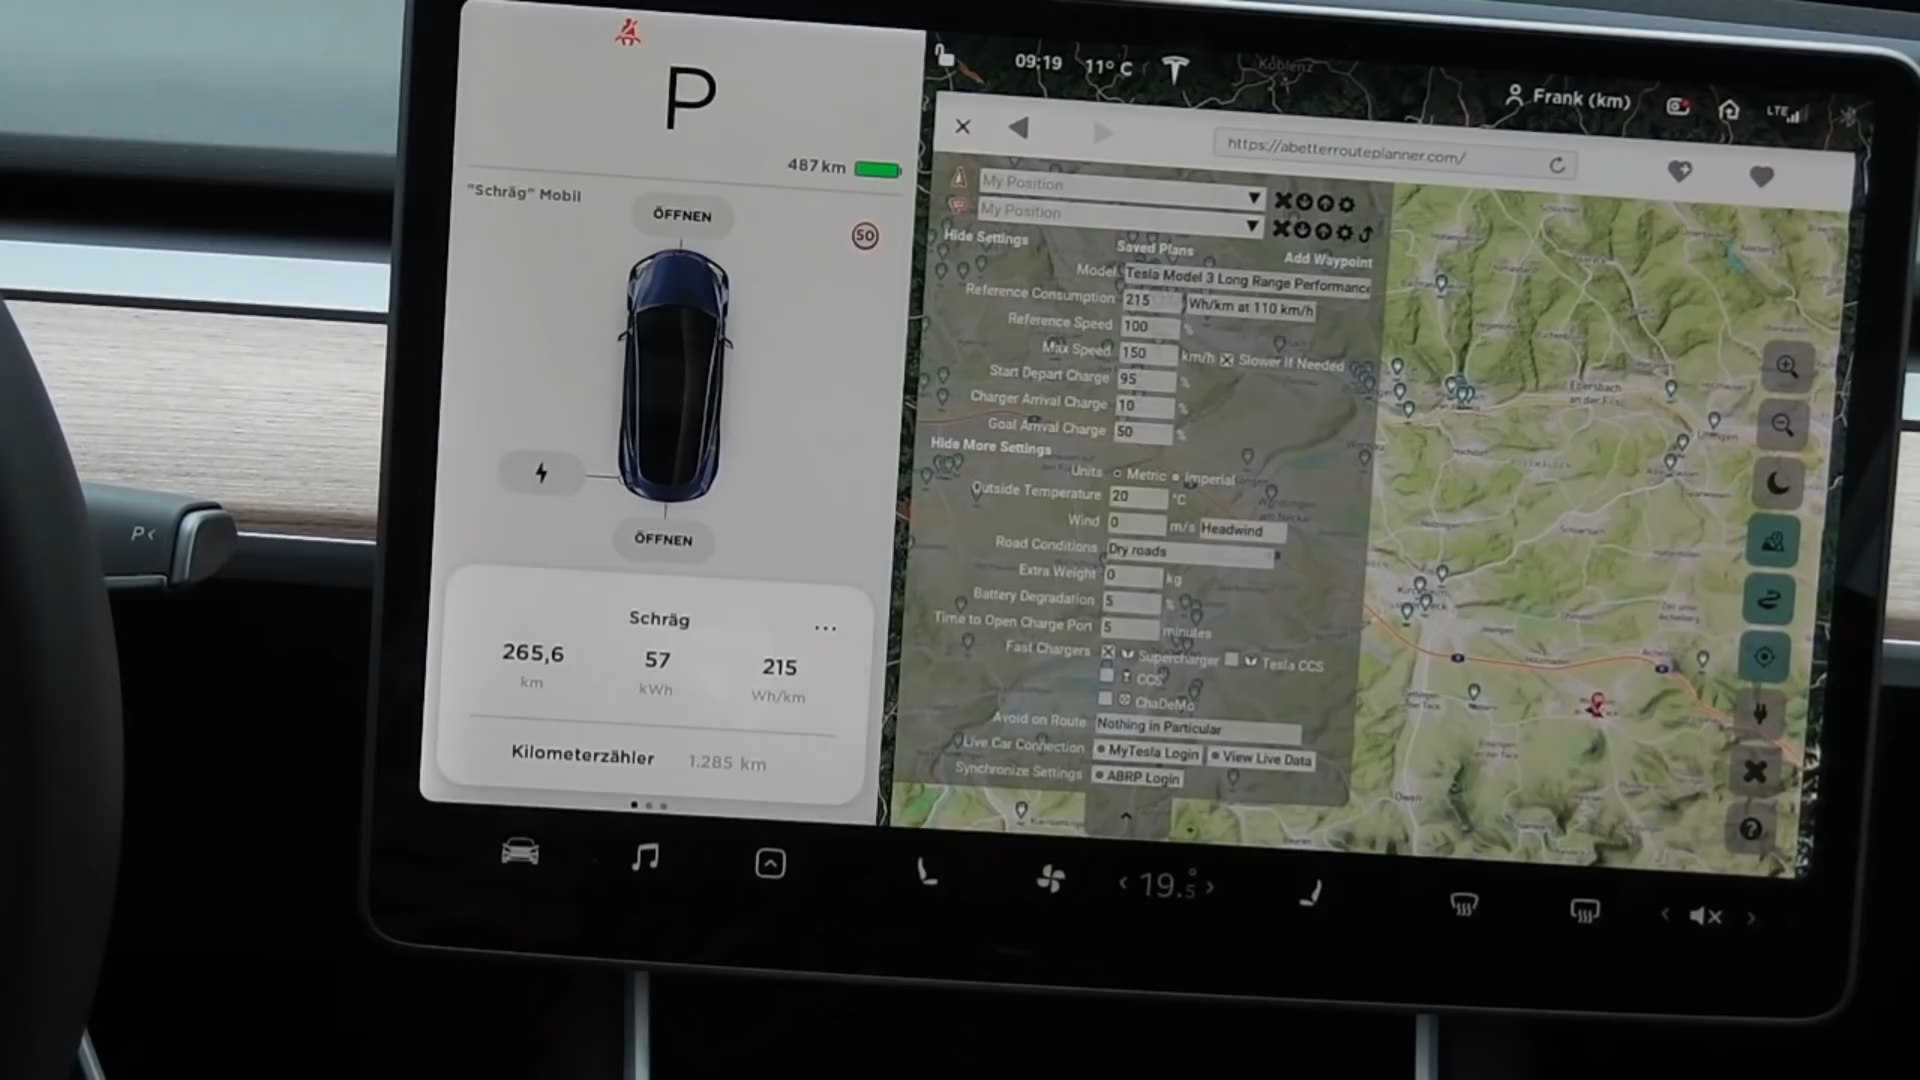 P
487 km
"Schräg" Mobil
ÖFFNEN
50
ÖFFNEN
Schräg
...
265,6
57
215
km
kWh
Wh/km
Kilometerzähler 1.285 km
P<
09:19 11° C
Koblenz
Frank (km)
LTE
https://abetterrouteplanner.com/
My Position
My Position
Hide Settings
Saved Plans
Add Waypoint
Model Tesla Model 3 Long Range Performance
Reference Consumption 215 Wh/km at 110 km/h
Reference Speed 100 %
Max Speed 150 km/h Slower If Needed
Start Depart Charge 95 %
Charger Arrival Charge 10 %
Goal Arrival Charge 50 %
Hide More Settings
Units Metric Imperial
Outside Temperature 20 °C
Wind 0 m/s Headwind
Road Conditions Dry roads
Extra Weight 0 kg
Battery Degradation 5 %
Time to Open Charge Port 5 minutes
Fast Chargers Supercharger Tesla CCS
CCS
ChaDeMo
Avoid on Route Nothing in Particular
Live Car Connection MyTesla Login View Live Data
Synchronize Settings ABRP Login
Ebersbach
an der Fils
Owen
< 19.5° >